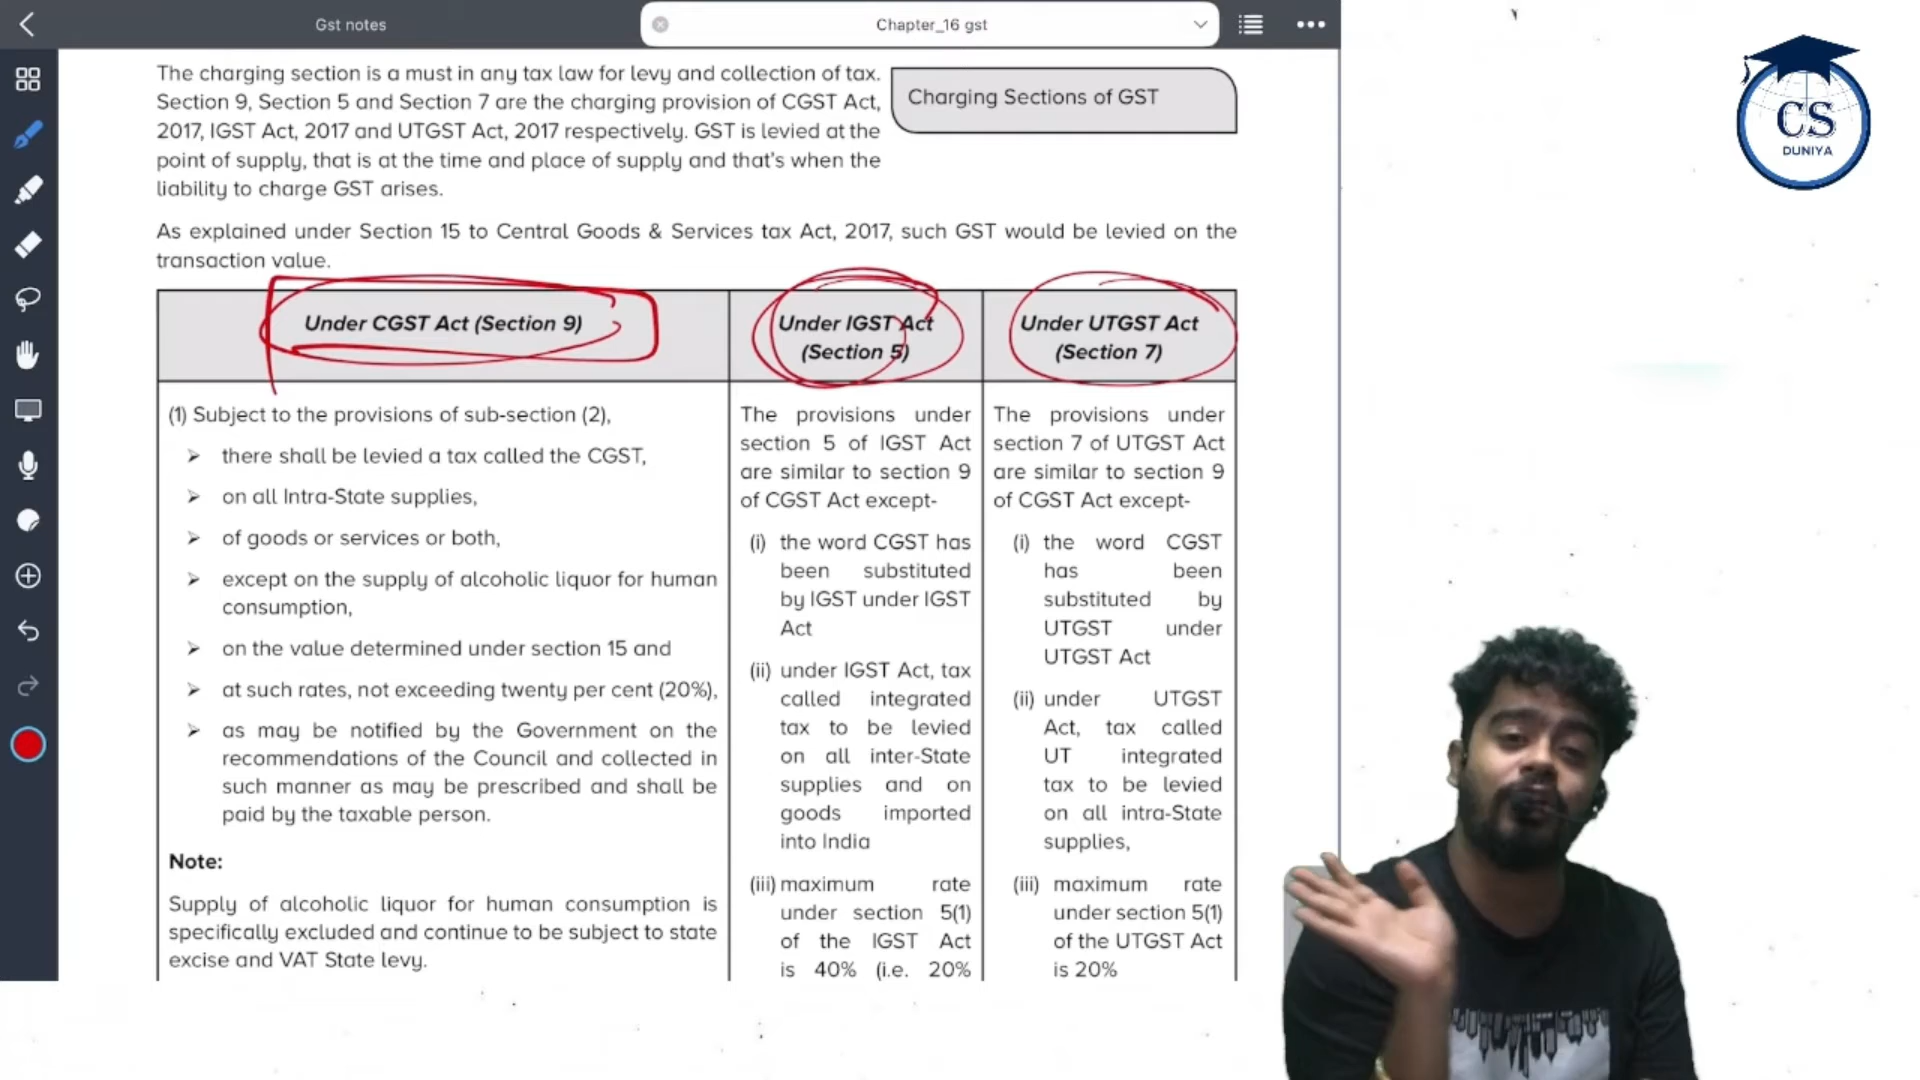 Gst notes
Chapter_16 gst
CS
DUNIYA
The charging section is a must in any tax law for levy and collection of tax.
Section 9, Section 5 and Section 7 are the charging provision of CGST Act,
2017, IGST Act, 2017 and UTGST Act, 2017 respectively. GST is levied at the
point of supply, that is at the time and place of supply and that's when the
liability to charge GST arises.
Charging Sections of GST
As explained under Section 15 to Central Goods & Services tax Act, 2017, such GST would be levied on the
transaction value.
Under CGST Act (Section 9)
(1) Subject to the provisions of sub-section (2),
➢ there shall be levied a tax called the CGST,
➢ on all Intra-State supplies,
➢ of goods or services or both,
➢ except on the supply of alcoholic liquor for human
consumption,
➢ on the value determined under section 15 and
➢ at such rates, not exceeding twenty per cent (20%),
➢ as may be notified by the Government on the
recommendations of the Council and collected in
such manner as may be prescribed and shall be
paid by the taxable person.
Note:
Supply of alcoholic liquor for human consumption is
specifically excluded and continue to be subject to state
excise and VAT State levy.
Under IGST Act
(Section 5)
The provisions under
section 5 of IGST Act
are similar to section 9
of CGST Act except-
(i) the word CGST has
been substituted
by IGST under IGST
Act
(ii) under IGST Act, tax
called integrated
tax to be levied
on all inter-State
supplies and on
goods imported
into India
(iii) maximum rate
under section 5(1)
of the IGST Act
is 40% (i.e. 20%
Under UTGST Act
(Section 7)
The provisions under
section 7 of UTGST Act
are similar to section 9
of CGST Act except-
(i) the word CGST
has been
substituted by
UTGST under
UTGST Act
(ii) under UTGST
Act, tax called
UT integrated
tax to be levied
on all intra-State
supplies,
(iii) maximum rate
under section 5(1)
of the UTGST Act
is 20%